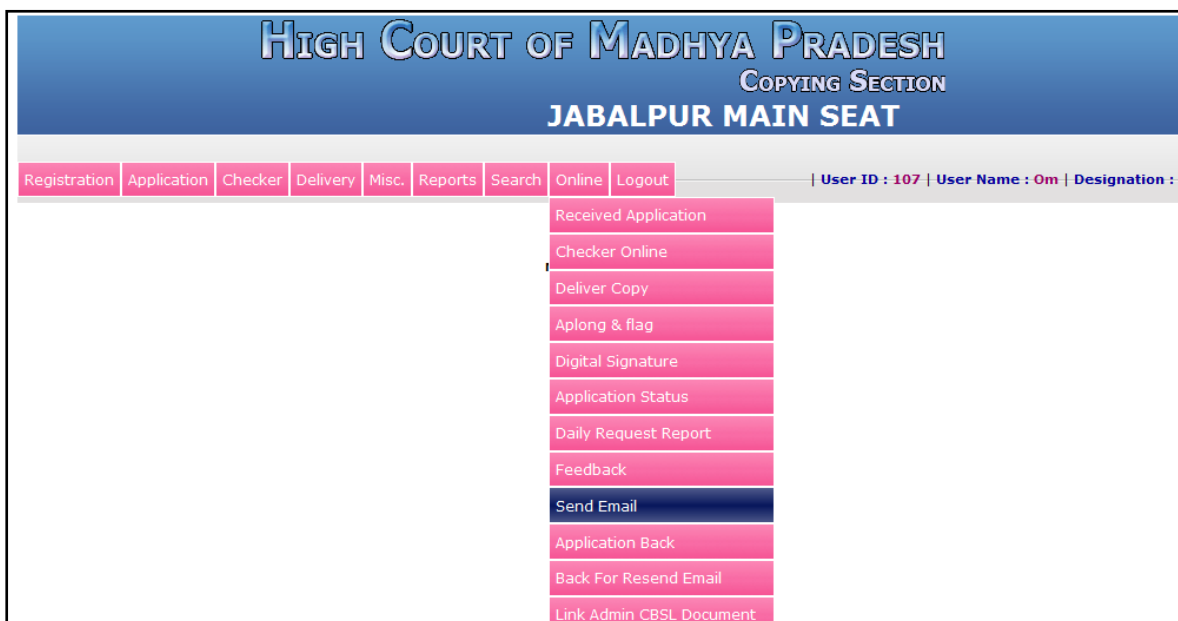 HIGH COURT OF MADHYA PRADESH
COPYING SECTION
JABALPUR MAIN SEAT
Registration Application Checker Delivery Misc. Reports Search Online Logout | User ID : 107 | User Name : Om | Designation :
Received Application
Checker Online
Deliver Copy
Aplong & flag
Digital Signature
Application Status
Daily Request Report
Feedback
Send Email
Application Back
Back For Resend Email
Link Admin CBSL Document